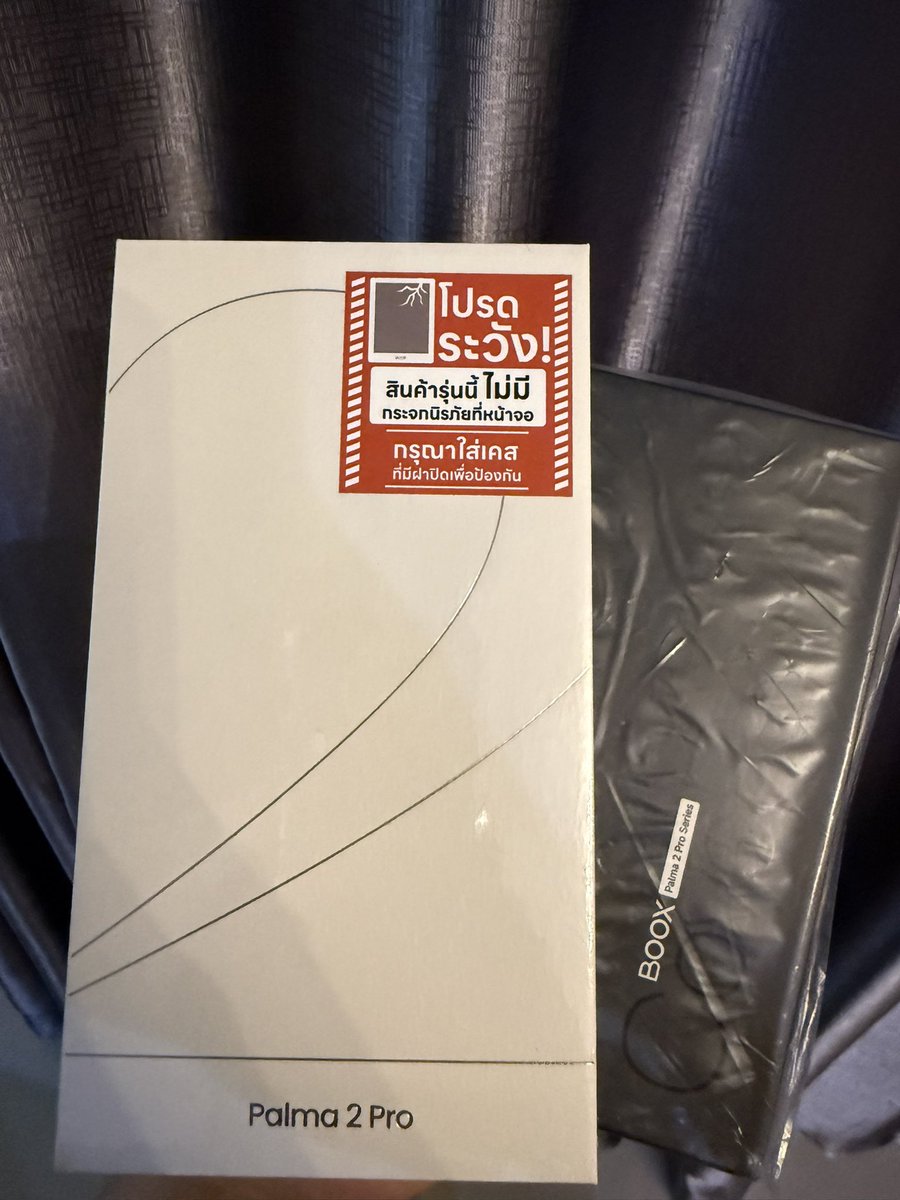 โปรด
ระวัง!
สินค้ารุ่นนี้ ไม่มี
กระจกนิรภัยที่หน้าจอ
กรุณาใส่เคส
ที่มีฝาปิดเพื่อป้องกัน
BOOX Palma 2 Pro Series
Palma 2 Pro